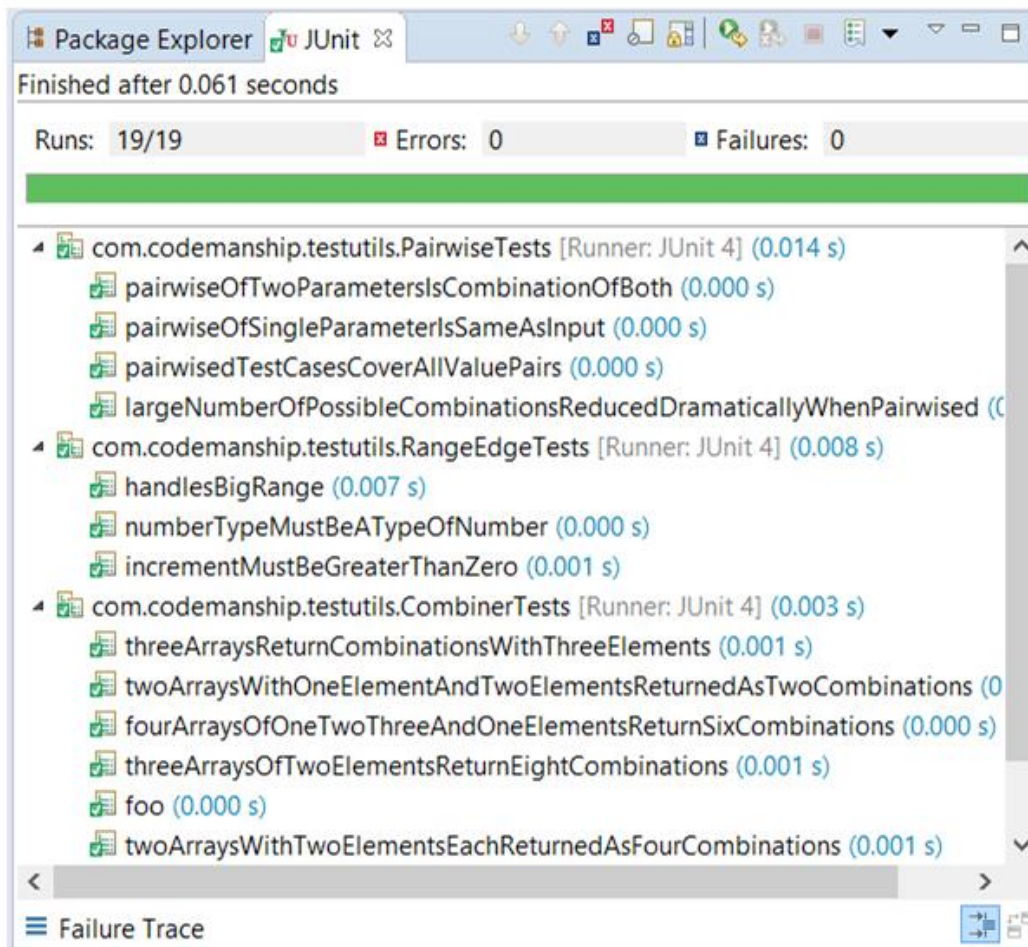 Package Explorer JUnit
Finished after 0.061 seconds
Runs: 19/19 Errors: 0 Failures: 0
com.codemanship.testutils.PairwiseTests [Runner: JUnit 4] (0.014 s)
pairwiseOfTwoParametersIsCombinationOfBoth (0.000 s)
pairwiseOfSingleParameterIsSameAsInput (0.000 s)
pairwisedTestCasesCoverAllValuePairs (0.000 s)
largeNumberOfPossibleCombinationsReducedDramaticallyWhenPairwised (0
com.codemanship.testutils.RangeEdgeTests [Runner: JUnit 4] (0.008 s)
handlesBigRange (0.007 s)
numberTypeMustBeATypeOfNumber (0.000 s)
incrementMustBeGreaterThanZero (0.001 s)
com.codemanship.testutils.CombinerTests [Runner: JUnit 4] (0.003 s)
threeArraysReturnCombinationsWithThreeElements (0.001 s)
twoArraysWithOneElementAndTwoElementsReturnedAsTwoCombinations (0
fourArraysOfOneTwoThreeAndOneElementsReturnSixCombinations (0.000 s)
threeArraysOfTwoElementsReturnEightCombinations (0.001 s)
foo (0.000 s)
twoArraysWithTwoElementsEachReturnedAsFourCombinations (0.001 s)
Failure Trace